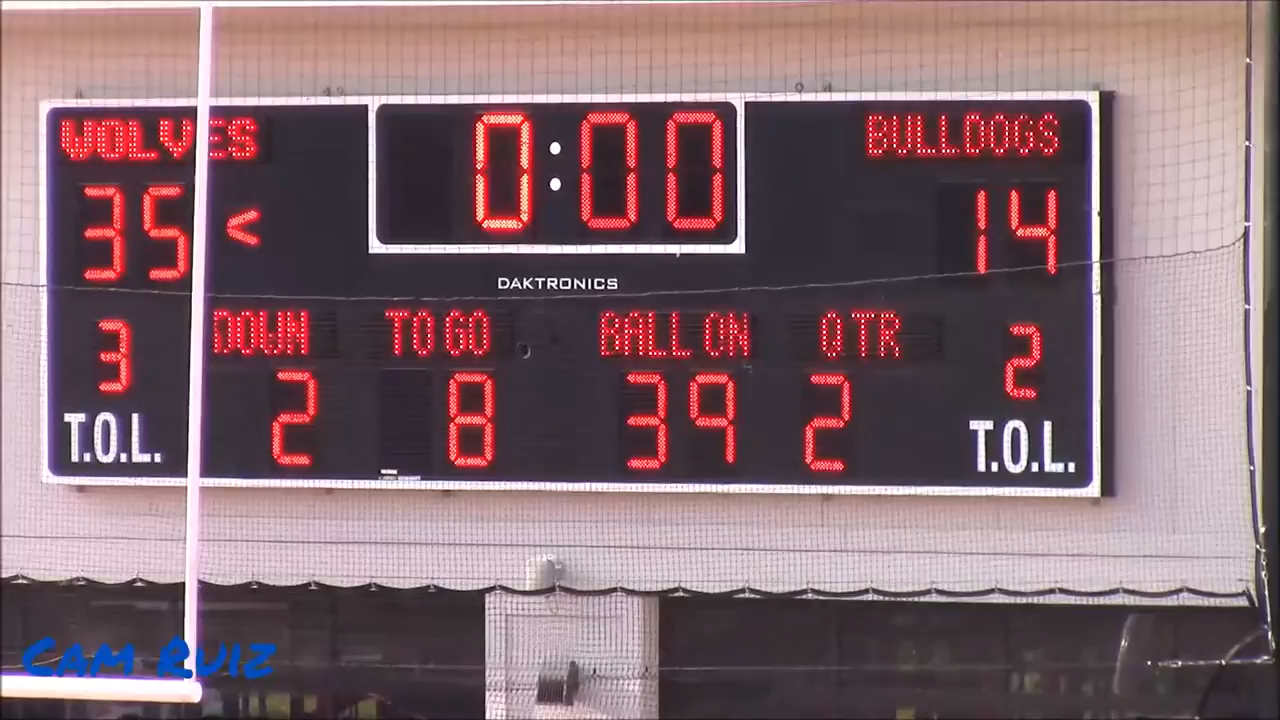 WOLVES 0:00 BULLDOGS
35 < 14
DAKTRONICS
DOWN TO GO BALL ON QTR
3 2 8 39 2 2
T.O.L. T.O.L.
Cam Ruiz